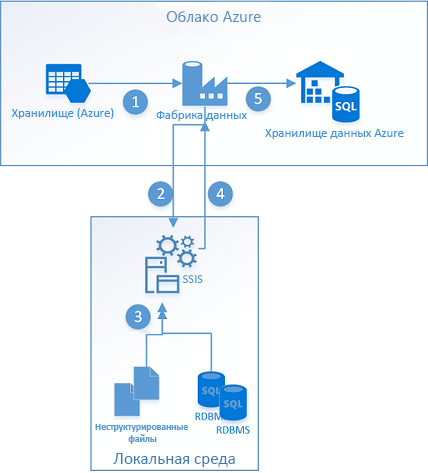 Облако Azure
1
5
Хранилище (Azure)
Фабрика данных
SQL
Хранилище данных Azure
2
4
SSIS
3
SQL
SQL
RDBM
RDBMS
Неструктурированные
файлы
Локальная среда